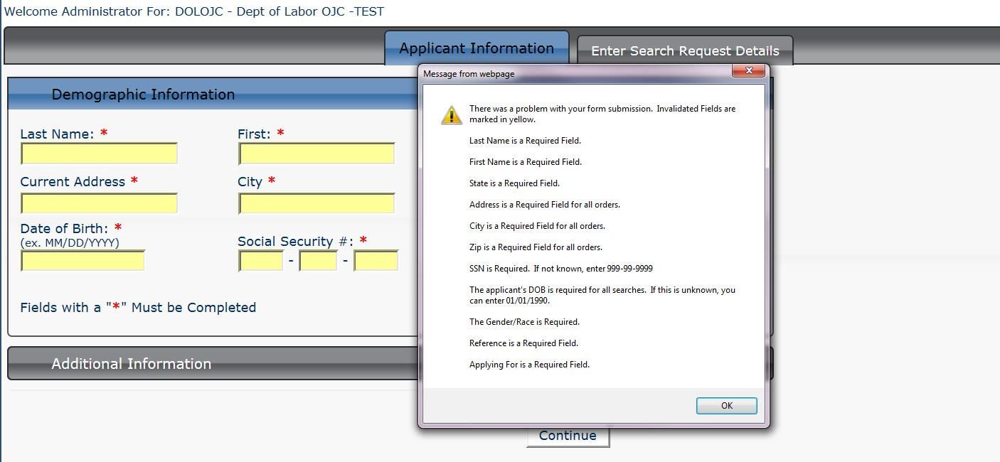 Welcome Administrator For: DOLOJC - Dept of Labor OJC -TEST
Applicant Information
Enter Search Request Details
Demographic Information
Last Name: *
First: *
Current Address *
City *
Date of Birth: *
(ex. MM/DD/YYYY)
Social Security #: *
- -
Fields with a "*" Must be Completed
Additional Information
Message from webpage
There was a problem with your form submission. Invalidated Fields are
marked in yellow.
Last Name is a Required Field.
First Name is a Required Field.
State is a Required Field.
Address is a Required Field for all orders.
City is a Required Field for all orders.
Zip is a Required Field for all orders.
SSN is Required. If not known, enter 999-99-9999
The applicant's DOB is required for all searches. If this is unknown, you
can enter 01/01/1990.
The Gender/Race is Required.
Reference is a Required Field.
Applying For is a Required Field.
OK
Continue